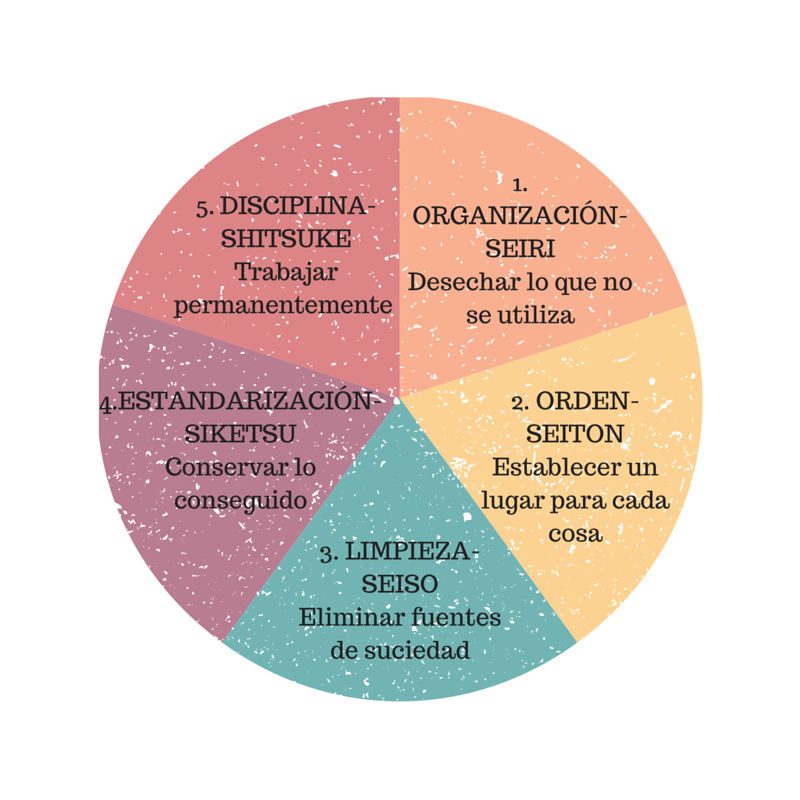 1.
ORGANIZACIÓN-
SEIRI
Desechar lo que no
se utiliza
2. ORDEN-
SEITON
Establecer un
lugar para cada
cosa
3. LIMPIEZA-
SEISO
Eliminar fuentes
de suciedad
4.ESTANDARIZACIÓN-
SIKETSU
Conservar lo
conseguido
5. DISCIPLINA-
SHITSUKE
Trabajar
permanentemente